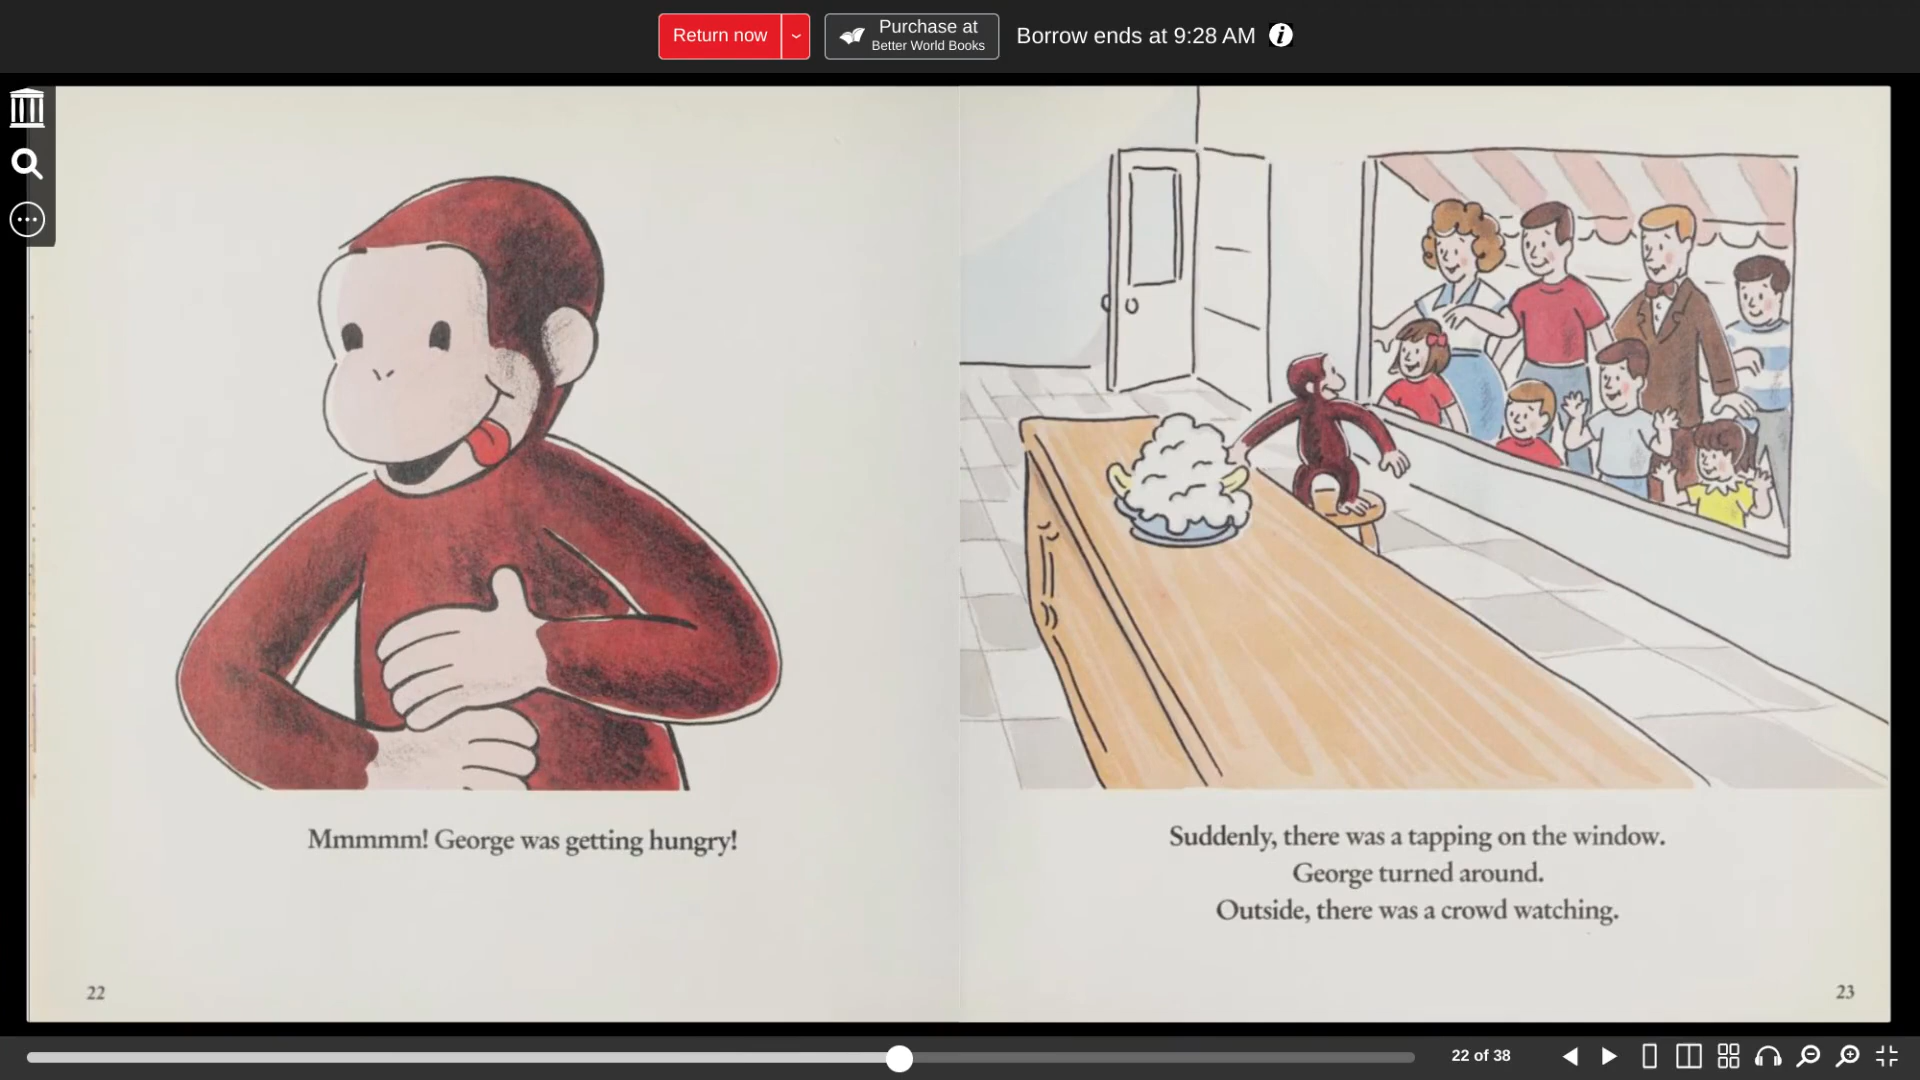 Return now
Purchase at
Better World Books
Borrow ends at 9:28 AM
Mmmmm! George was getting hungry!
22
Suddenly, there was a tapping on the window.
George turned around.
Outside, there was a crowd watching.
23
22 of 38